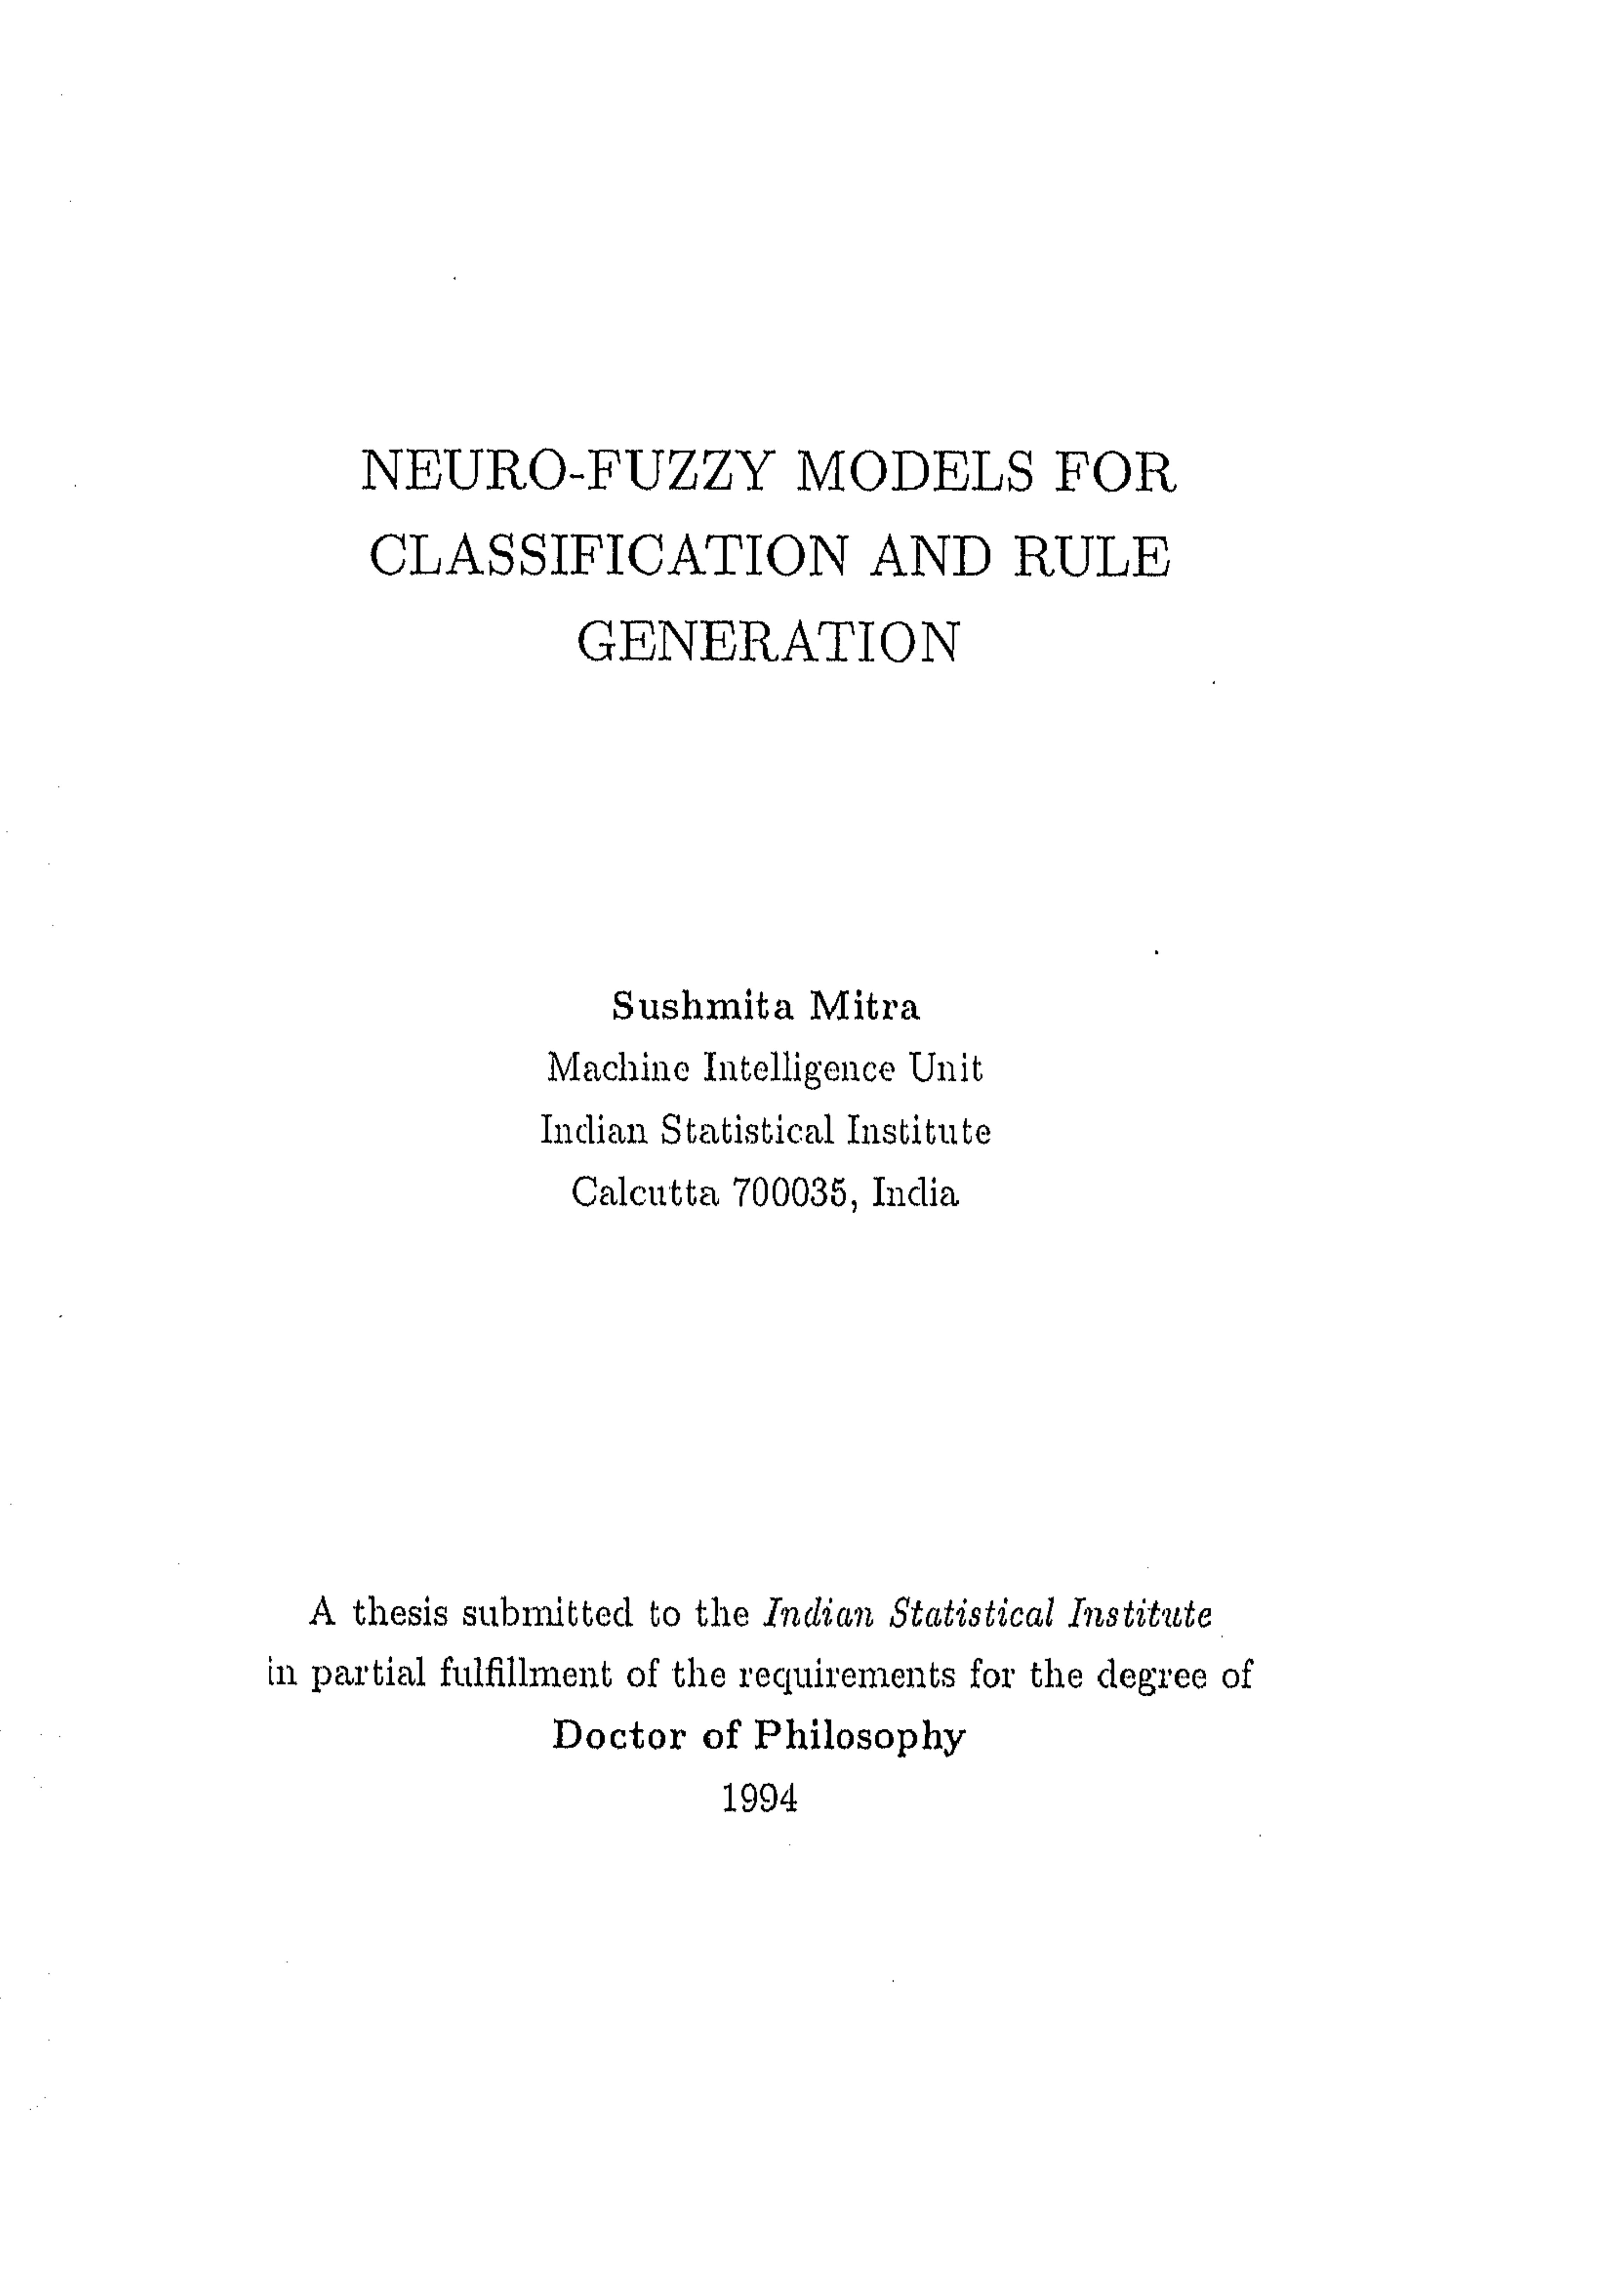 NEURO-FUZZY MODELS FOR
CLASSIFICATION AND RULE
GENERATION
Sushmita Mitra
Machine Intelligence Unit
Indian Statistical Institute
Calcutta 700035, India
A thesis submitted to the Indian Statistical Institute
in partial fulfillment of the requirements for the degree of
Doctor of Philosophy
1994